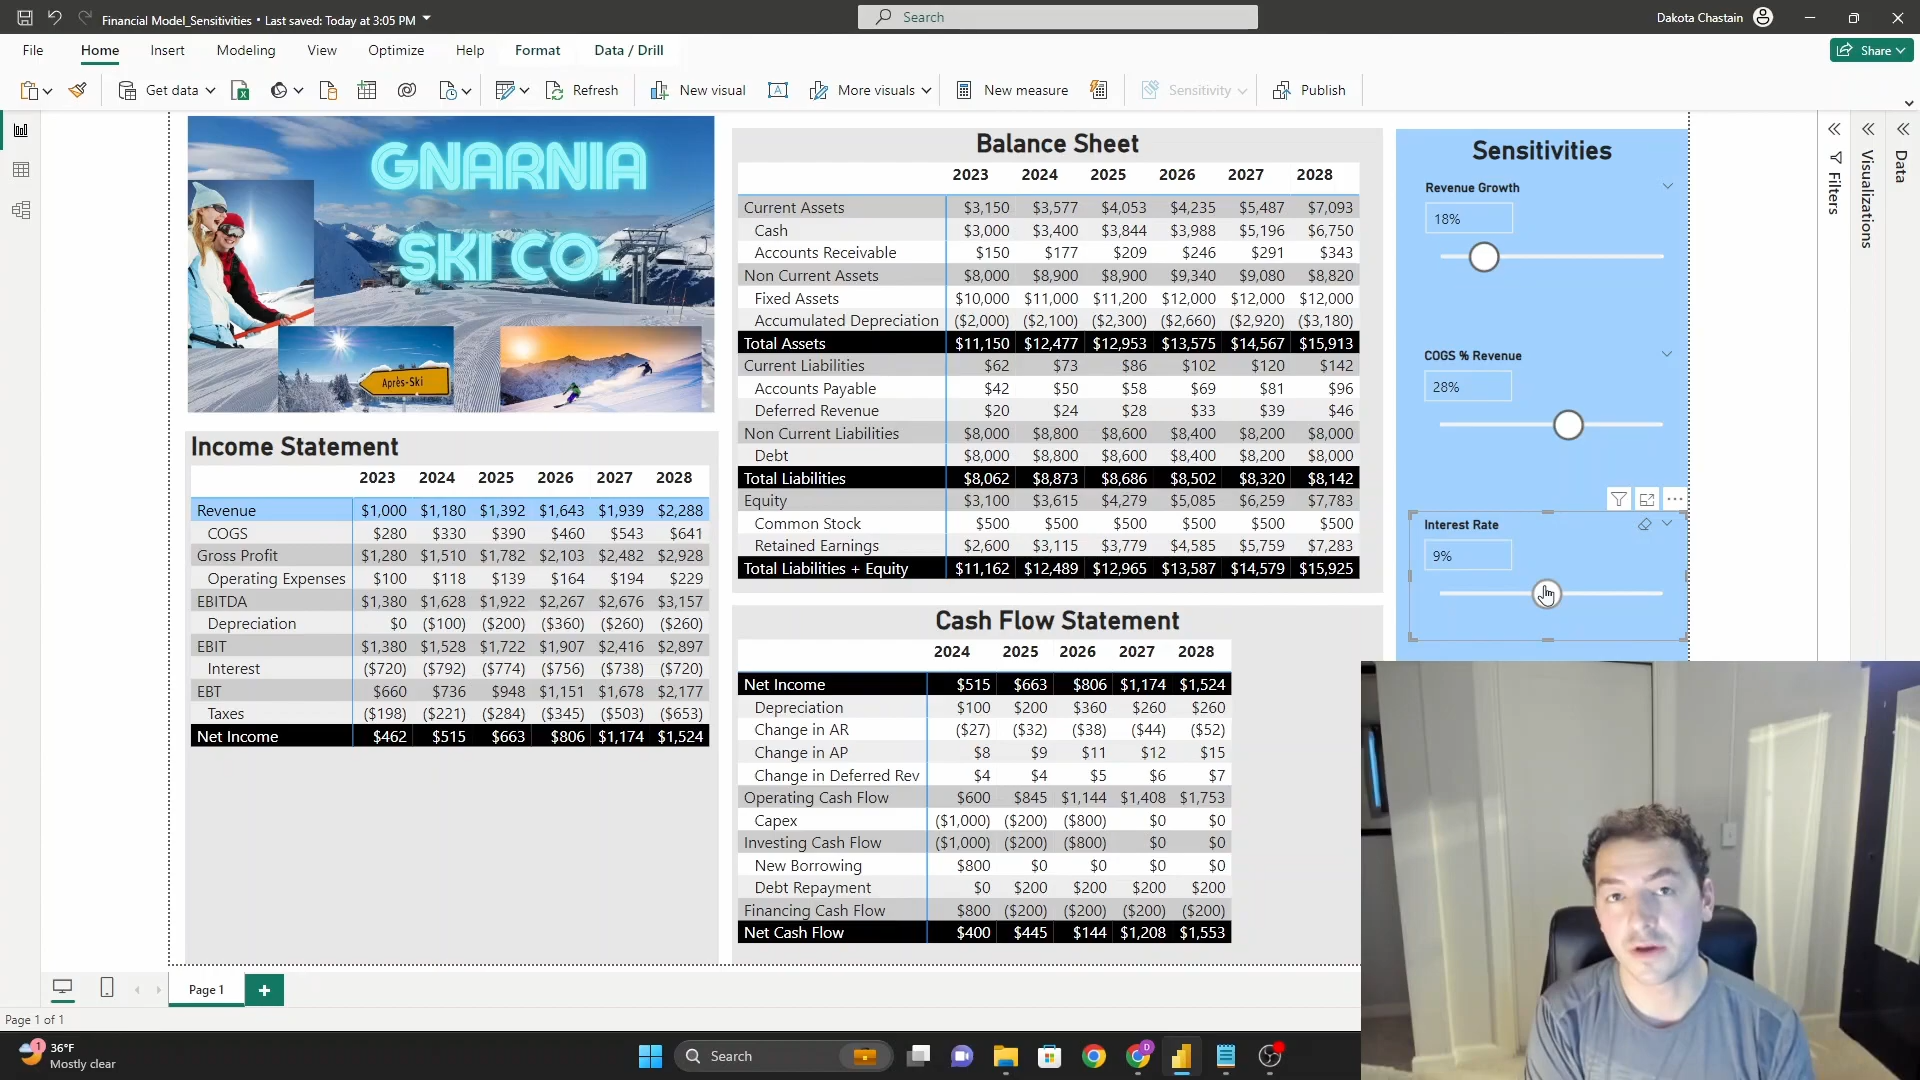 Financial Model_Sensitivities • Last saved: Today at 3:05 PM
Search
Dakota Chastain
File Home Insert Modeling View Optimize Help Format Data / Drill
Share
Get data
Refresh
New visual
More visuals
New measure
Sensitivity
Publish
GNARNIA
SKI CO.
Après-Ski
Income Statement
2023 2024 2025 2026 2027 2028
Revenue $1,000 $1,180 $1,392 $1,643 $1,939 $2,288
COGS $280 $330 $390 $460 $543 $641
Gross Profit $1,280 $1,510 $1,782 $2,103 $2,482 $2,928
Operating Expenses $100 $118 $139 $164 $194 $229
EBITDA $1,380 $1,628 $1,922 $2,267 $2,676 $3,157
Depreciation $0 ($100) ($200) ($360) ($260) ($260)
EBIT $1,380 $1,528 $1,722 $1,907 $2,416 $2,897
Interest ($720) ($792) ($774) ($756) ($738) ($720)
EBT $660 $736 $948 $1,151 $1,678 $2,177
Taxes ($198) ($221) ($284) ($345) ($503) ($653)
Net Income $462 $515 $663 $806 $1,174 $1,524
Balance Sheet
2023 2024 2025 2026 2027 2028
Current Assets $3,150 $3,577 $4,053 $4,235 $5,487 $7,093
Cash $3,000 $3,400 $3,844 $3,988 $5,196 $6,750
Accounts Receivable $150 $177 $209 $246 $291 $343
Non Current Assets $8,000 $8,900 $8,900 $9,340 $9,080 $8,820
Fixed Assets $10,000 $11,000 $11,200 $12,000 $12,000 $12,000
Accumulated Depreciation ($2,000) ($2,100) ($2,300) ($2,660) ($2,920) ($3,180)
Total Assets $11,150 $12,477 $12,953 $13,575 $14,567 $15,913
Current Liabilities $62 $73 $86 $102 $120 $142
Accounts Payable $42 $50 $58 $69 $81 $96
Deferred Revenue $20 $24 $28 $33 $39 $46
Non Current Liabilities $8,000 $8,800 $8,600 $8,400 $8,200 $8,000
Debt $8,000 $8,800 $8,600 $8,400 $8,200 $8,000
Total Liabilities $8,062 $8,873 $8,686 $8,502 $8,320 $8,142
Equity $3,100 $3,615 $4,279 $5,085 $6,259 $7,783
Common Stock $500 $500 $500 $500 $500 $500
Retained Earnings $2,600 $3,115 $3,779 $4,585 $5,759 $7,283
Total Liabilities + Equity $11,162 $12,489 $12,965 $13,587 $14,579 $15,925
Cash Flow Statement
2024 2025 2026 2027 2028
Net Income $515 $663 $806 $1,174 $1,524
Depreciation $100 $200 $360 $260 $260
Change in AR ($27) ($32) ($38) ($44) ($52)
Change in AP $8 $9 $11 $12 $15
Change in Deferred Rev $4 $4 $5 $6 $7
Operating Cash Flow $600 $845 $1,144 $1,408 $1,753
Capex ($1,000) ($200) ($800) $0 $0
Investing Cash Flow ($1,000) ($200) ($800) $0 $0
New Borrowing $800 $0 $0 $0 $0
Debt Repayment $0 $200 $200 $200 $200
Financing Cash Flow $800 ($200) ($200) ($200) ($200)
Net Cash Flow $400 $445 $144 $1,208 $1,553
Sensitivities
Revenue Growth
18%
COGS % Revenue
28%
Interest Rate
9%
Filters
Visualizations
Data
Page 1
Page 1 of 1
1
36°F
Mostly clear
Search
D